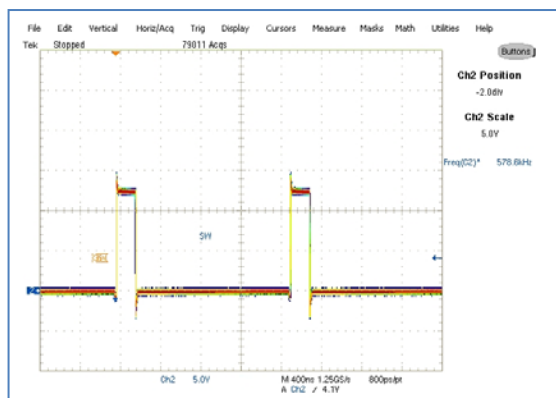 File Edit Vertical Horiz/Acq Trig Display Cursors Measure Masks Math Utilities Help
Tek Stopped 79011 Acqs
Buttons
Ch2 Position
-2.0div
Ch2 Scale
5.0V
Freq(C2)* 578.6kHz
SW
Ch2 5.0V
M 400ns 1.25GS/s 800ps/pt
A Ch2 / 4.1V